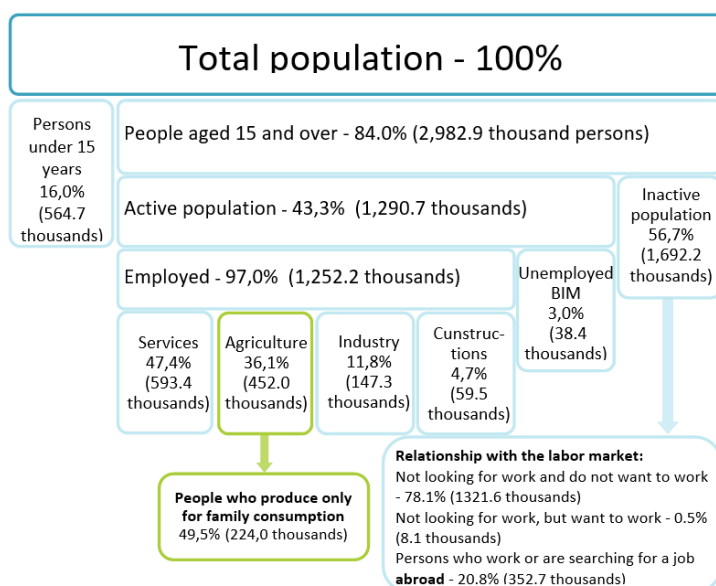 Total population - 100%
Persons
under 15
years
16,0%
(564.7
thousands)
People aged 15 and over - 84.0% (2,982.9 thousand persons)
Active population - 43,3% (1,290.7 thousands)
Inactive
population
56,7%
(1,692.2
thousands)
Employed - 97,0% (1,252.2 thousands)
Unemployed
BIM
3,0%
(38.4
thousands)
Services
47,4%
(593.4
thousands)
Agriculture
36,1%
(452.0
thousands)
Industry
11,8%
(147.3
thousands)
Cunstruc-
tions
4,7%
(59.5
thousands)
People who produce only
for family consumption
49,5% (224,0 thousands)
Relationship with the labor market:
Not looking for work and do not want to work
- 78.1% (1321.6 thousands)
Not looking for work, but want to work - 0.5%
(8.1 thousands)
Persons who work or are searching for a job
abroad - 20.8% (352.7 thousands)